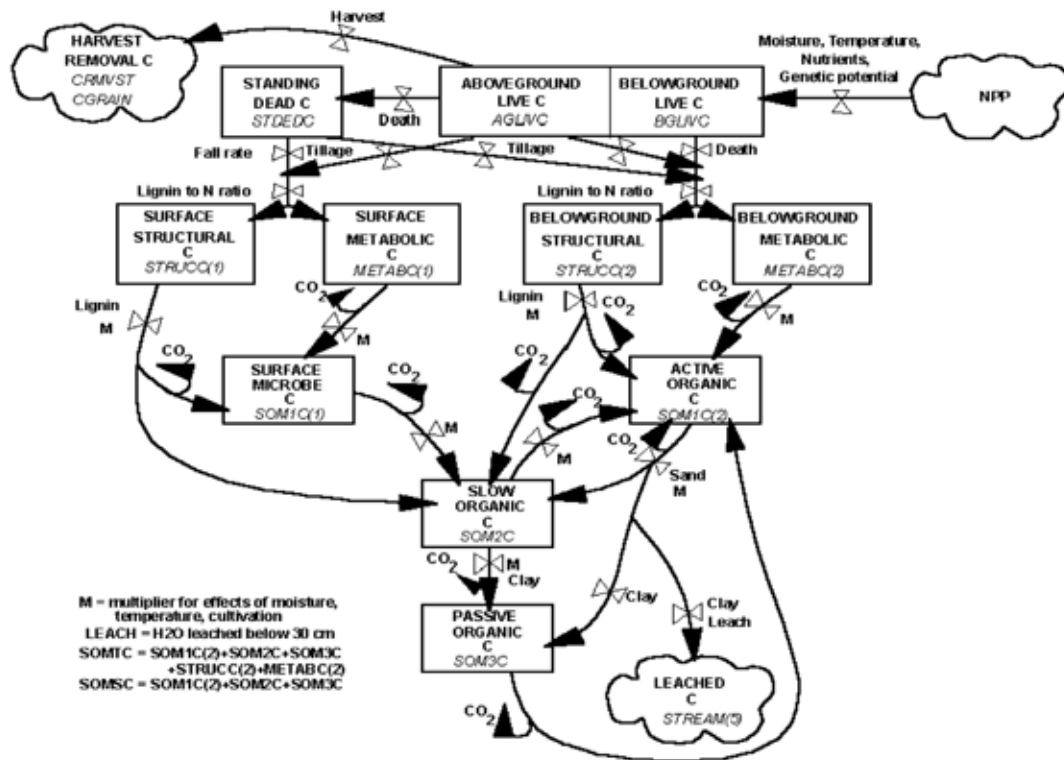 Harvest
HARVEST
REMOVAL C
CRMVST
CGRAIN
STANDING
DEAD C
STDEDC
Death
ABOVEGROUND
LIVE C
AGLIVC
BELOWGROUND
LIVE C
BGLIVC
Moisture, Temperature,
Nutrients,
Genetic potential
NPP
Fall rate
Tillage
Tillage
Death
Lignin to N ratio
Lignin to N ratio
SURFACE
STRUCTURAL
C
STRUCC(1)
SURFACE
METABOLIC
C
METABC(1)
BELOWGROUND
STRUCTURAL
C
STRUCC(2)
BELOWGROUND
METABOLIC
C
METABC(2)
Lignin
M
CO2
M
Lignin
M
CO2
CO2
M
CO2
SURFACE
MICROBE
C
SOM1C(1)
CO2
CO2
ACTIVE
ORGANIC
C
SOM1C(2)
CO2
M
M
CO2
Sand
M
SLOW
ORGANIC
C
SOM2C
CO2
M
Clay
Clay
Clay
Leach
PASSIVE
ORGANIC
C
SOM3C
CO2
LEACHED
C
STREAM(5)
M = multiplier for effects of moisture,
temperature, cultivation
LEACH = H2O leached below 30 cm
SOMTC = SOM1C(2)+SOM2C+SOM3C
+STRUCC(2)+METABC(2)
SOMSC = SOM1C(2)+SOM2C+SOM3C